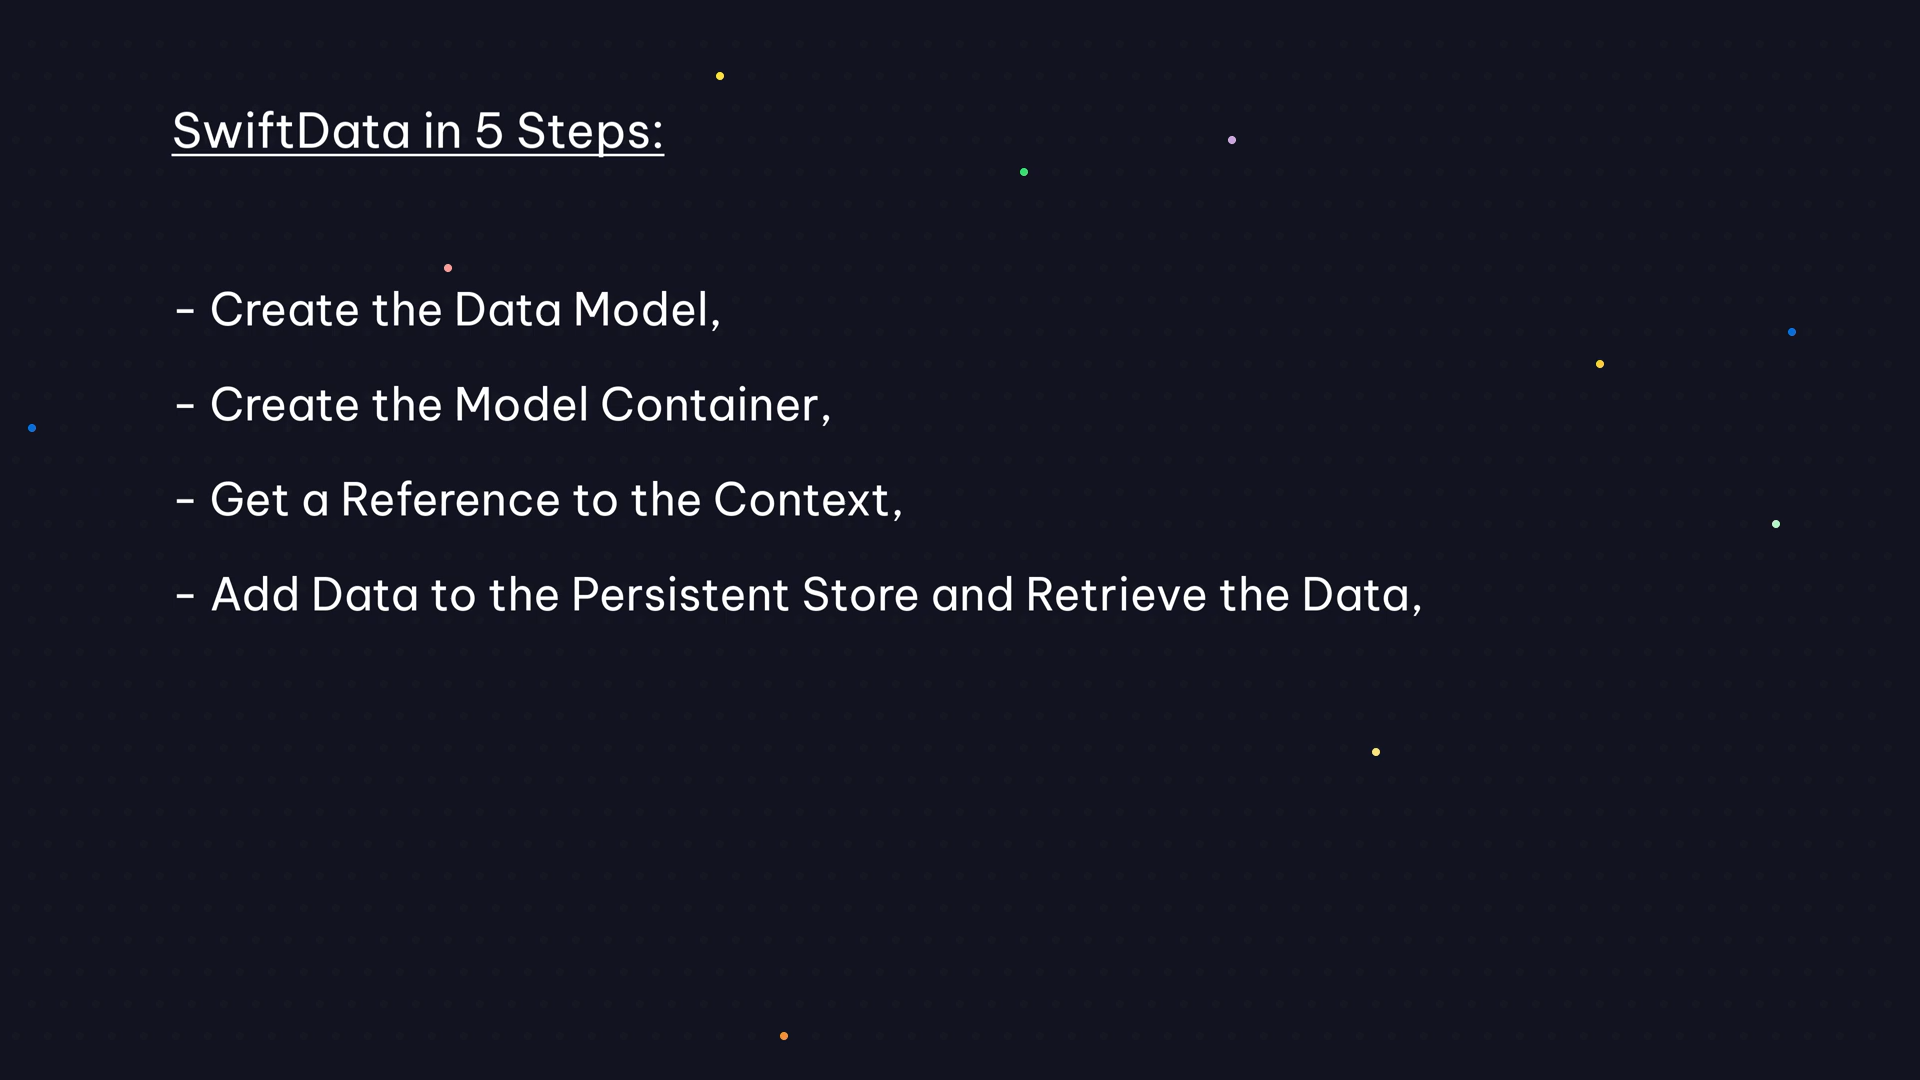 SwiftData in 5 Steps:
- Create the Data Model,
- Create the Model Container,
- Get a Reference to the Context,
- Add Data to the Persistent Store and Retrieve the Data,